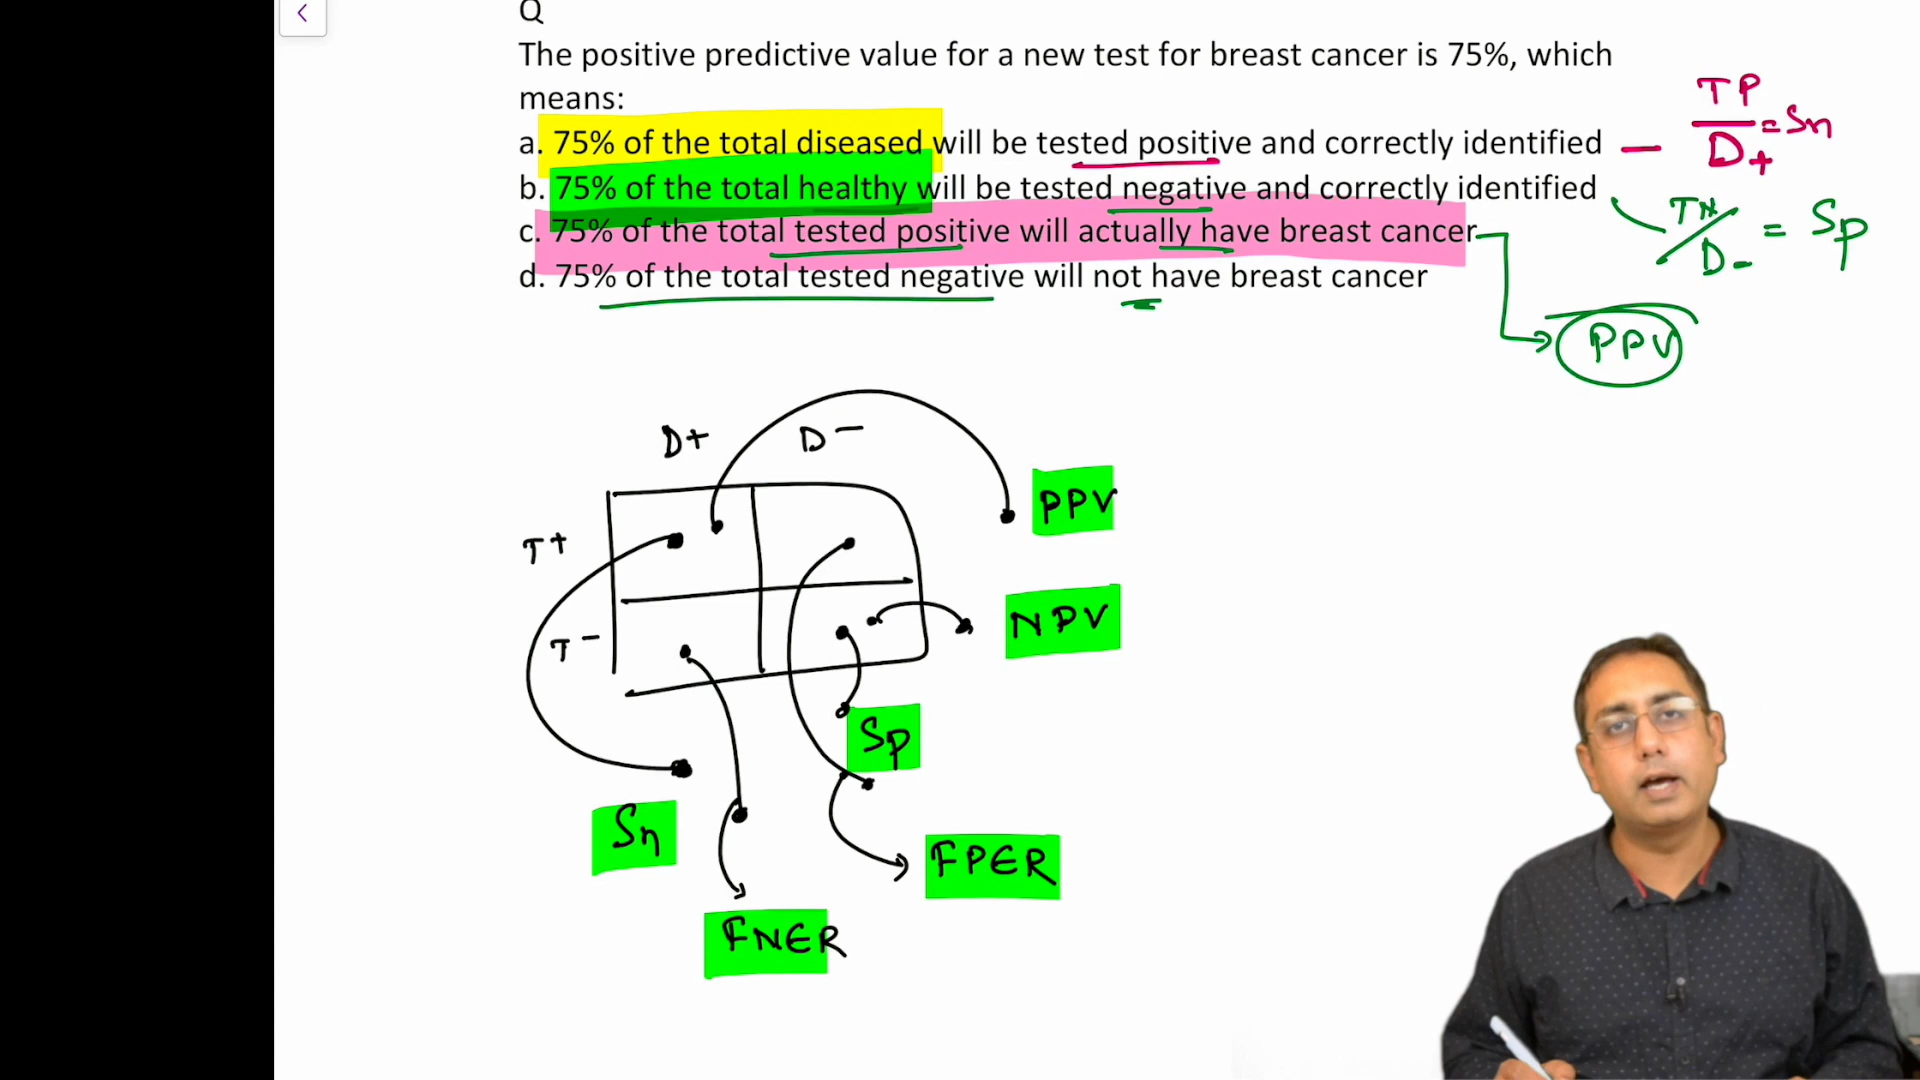 Q
The positive predictive value for a new test for breast cancer is 75%, which
means:
a. 75% of the total diseased will be tested positive and correctly identified
b. 75% of the total healthy will be tested negative and correctly identified
c. 75% of the total tested positive will actually have breast cancer
d. 75% of the total tested negative will not have breast cancer
TP
D+
= Sn
TN
D-
= Sp
PPV
D+ D-
T+
T-
PPV
NPV
Sp
Sn
FPER
FNER